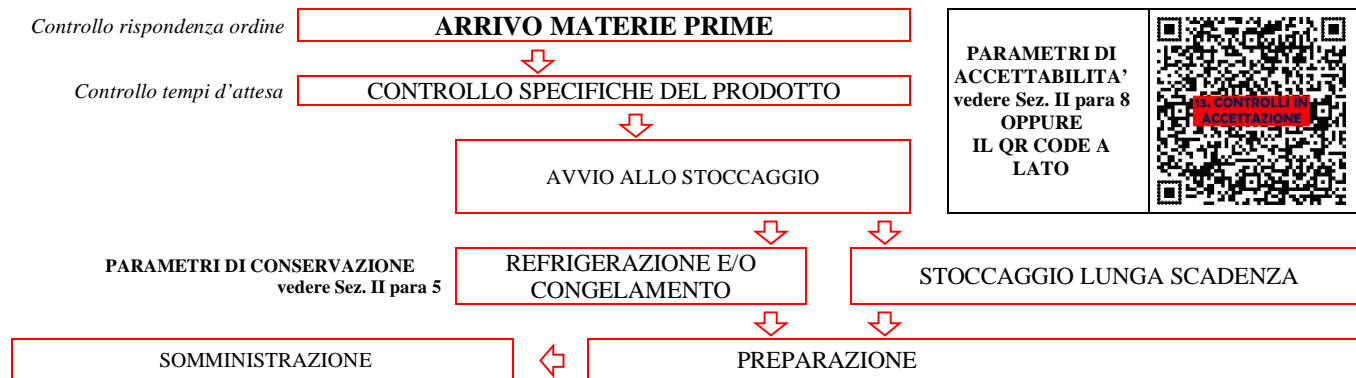 Controllo rispondenza ordine
ARRIVO MATERIE PRIME
Controllo tempi d'attesa
CONTROLLO SPECIFICHE DEL PRODOTTO
PARAMETRI DI
ACCETTABILITA’
vedere Sez. II para 8
OPPURE
IL QR CODE A
LATO
13. CONTROLLI IN
ACCETTAZIONE
AVVIO ALLO STOCCAGGIO
PARAMETRI DI CONSERVAZIONE
vedere Sez. II para 5
REFRIGERAZIONE E/O
CONGELAMENTO
STOCCAGGIO LUNGA SCADENZA
SOMMINISTRAZIONE
PREPARAZIONE